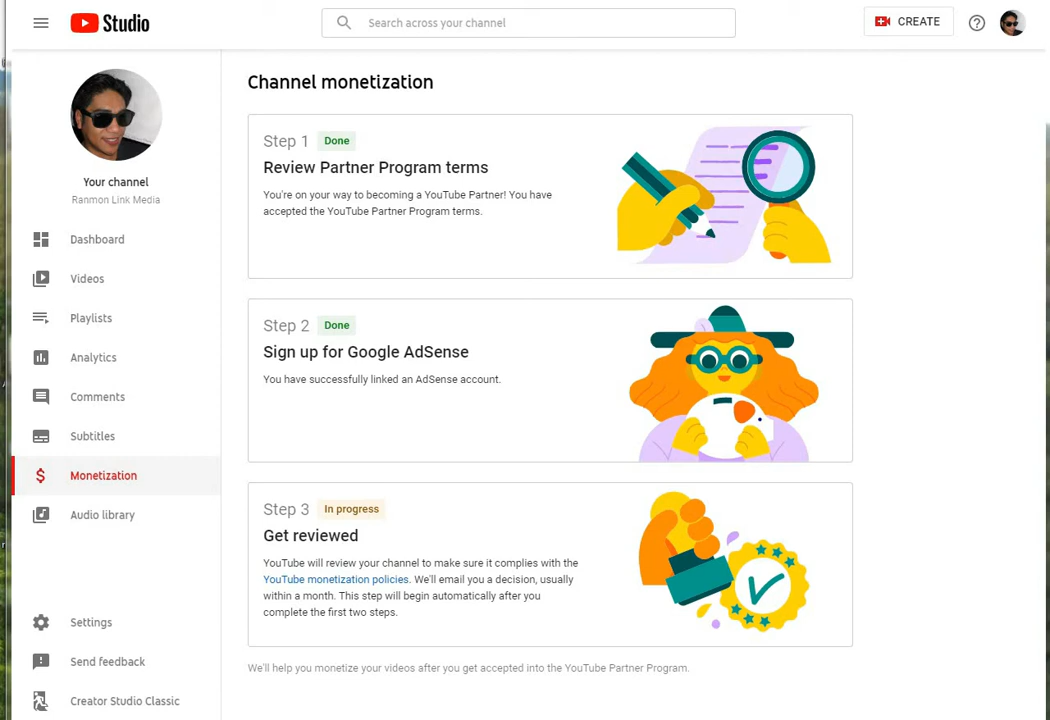 Studio
Search across your channel
CREATE
Your channel
Ranmon Link Media
Dashboard
Videos
Playlists
Analytics
Comments
Subtitles
Monetization
Audio library
Settings
Send feedback
Creator Studio Classic
Channel monetization
Step 1 Done
Review Partner Program terms
You're on your way to becoming a YouTube Partner! You have
accepted the YouTube Partner Program terms.
Step 2 Done
Sign up for Google AdSense
You have successfully linked an AdSense account.
Step 3 In progress
Get reviewed
YouTube will review your channel to make sure it complies with the
YouTube monetization policies. We'll email you a decision, usually
within a month. This step will begin automatically after you
complete the first two steps.
We'll help you monetize your videos after you get accepted into the YouTube Partner Program.